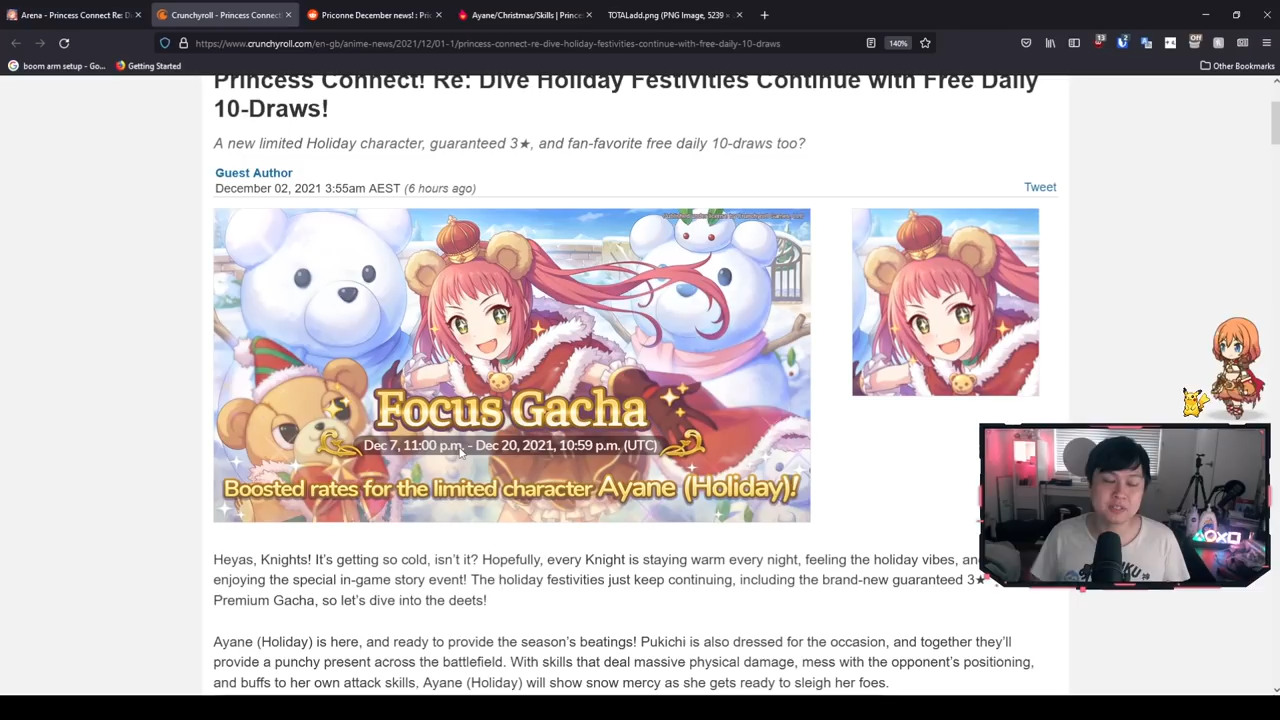 Arena - Princess Connect Re: D
Crunchyroll - Princess Connect!
Priconne December news! : Pri
Ayane/Christmas/Skills | Prince
TOTALadd.png (PNG Image, 5239 ×
https://www.crunchyroll.com/en-gb/anime-news/2021/12/01-1/princess-connect-re-dive-holiday-festivities-continue-with-free-daily-10-draws
140%
13
2
Off
boom arm setup - Go...
Getting Started
Other Bookmarks
Princess Connect! Re: Dive Holiday Festivities Continue with Free Daily
10-Draws!
A new limited Holiday character, guaranteed 3★, and fan-favorite free daily 10-draws too?
Guest Author
December 02, 2021 3:55am AEST (6 hours ago)
Tweet
Focus Gacha
Dec 7, 11:00 p.m. - Dec 20, 2021, 10:59 p.m. (UTC)
Boosted rates for the limited character Ayane (Holiday)!
Heyas, Knights! It's getting so cold, isn't it? Hopefully, every Knight is staying warm every night, feeling the holiday vibes, an
enjoying the special in-game story event! The holiday festivities just keep continuing, including the brand-new guaranteed 3★
Premium Gacha, so let's dive into the deets!
Ayane (Holiday) is here, and ready to provide the season's beatings! Pukichi is also dressed for the occasion, and together they'll
provide a punchy present across the battlefield. With skills that deal massive physical damage, mess with the opponent's positioning,
and buffs to her own attack skills, Ayane (Holiday) will show snow mercy as she gets ready to sleigh her foes.